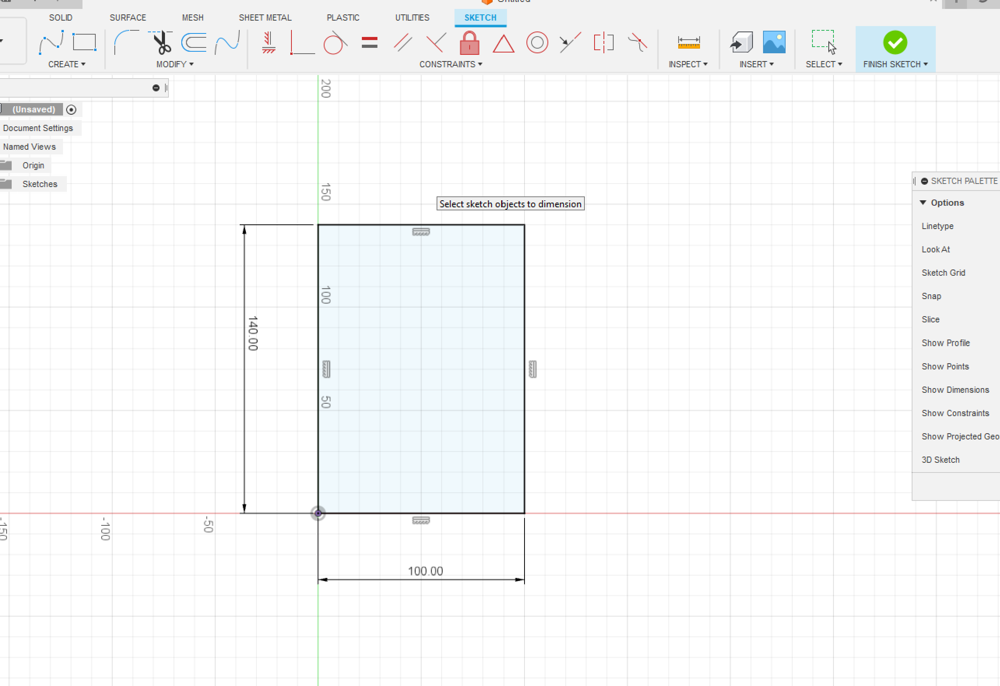 Untitled
SOLID SURFACE MESH SHEET METAL PLASTIC UTILITIES SKETCH
CREATE MODIFY CONSTRAINTS INSPECT INSERT SELECT FINISH SKETCH
(Unsaved)
Document Settings
Named Views
Origin
Sketches
200
150
100
50
Select sketch objects to dimension
140.00
-150
-100
-50
100.00
SKETCH PALETTE
Options
Linetype
Look At
Sketch Grid
Snap
Slice
Show Profile
Show Points
Show Dimensions
Show Constraints
Show Projected Geo
3D Sketch